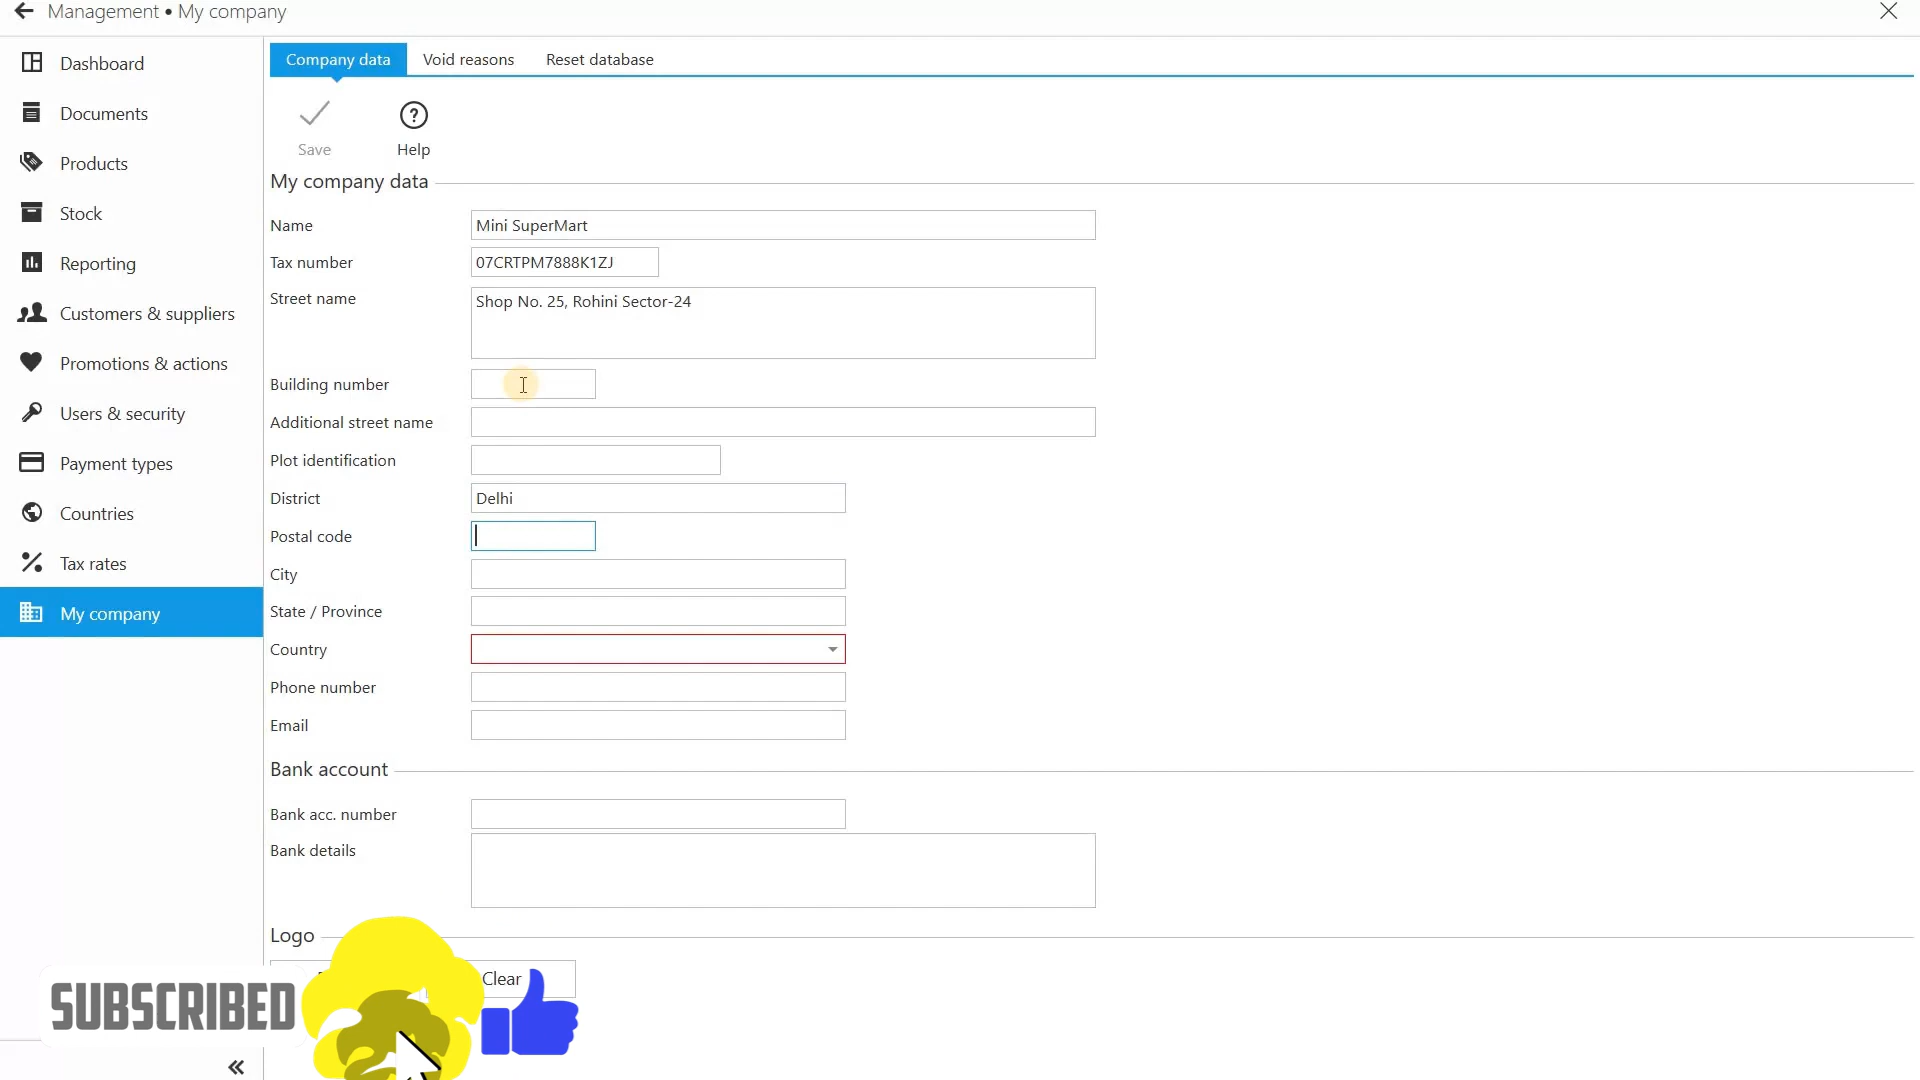 Management • My company
Dashboard
Documents
Products
Stock
Reporting
Customers & suppliers
Promotions & actions
Users & security
Payment types
Countries
Tax rates
My company
Company data
Void reasons
Reset database
Save
Help
My company data
Name
Mini SuperMart
Tax number
07CRTPM7888K1ZJ
Street name
Shop No. 25, Rohini Sector-24
Building number
Additional street name
Plot identification
District
Delhi
Postal code
City
State / Province
Country
Phone number
Email
Bank account
Bank acc. number
Bank details
Logo
Clear
SUBSCRIBED